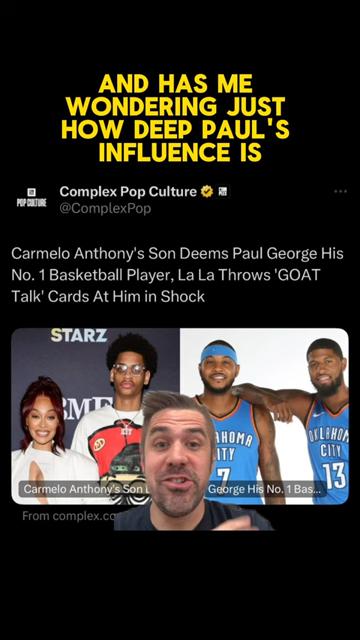 AND HAS ME
WONDERING JUST
HOW DEEP PAUL'S
INFLUENCE IS
POP CULTURE
Complex Pop Culture
@ComplexPop
Carmelo Anthony's Son Deems Paul George His
No. 1 Basketball Player, La La Throws 'GOAT
Talk' Cards At Him in Shock
STARZ
OKLAHOMA
CITY
7
OKLAHOMA
CITY
13
Carmelo Anthony's Son
George His No. 1 Bas...
From complex.co